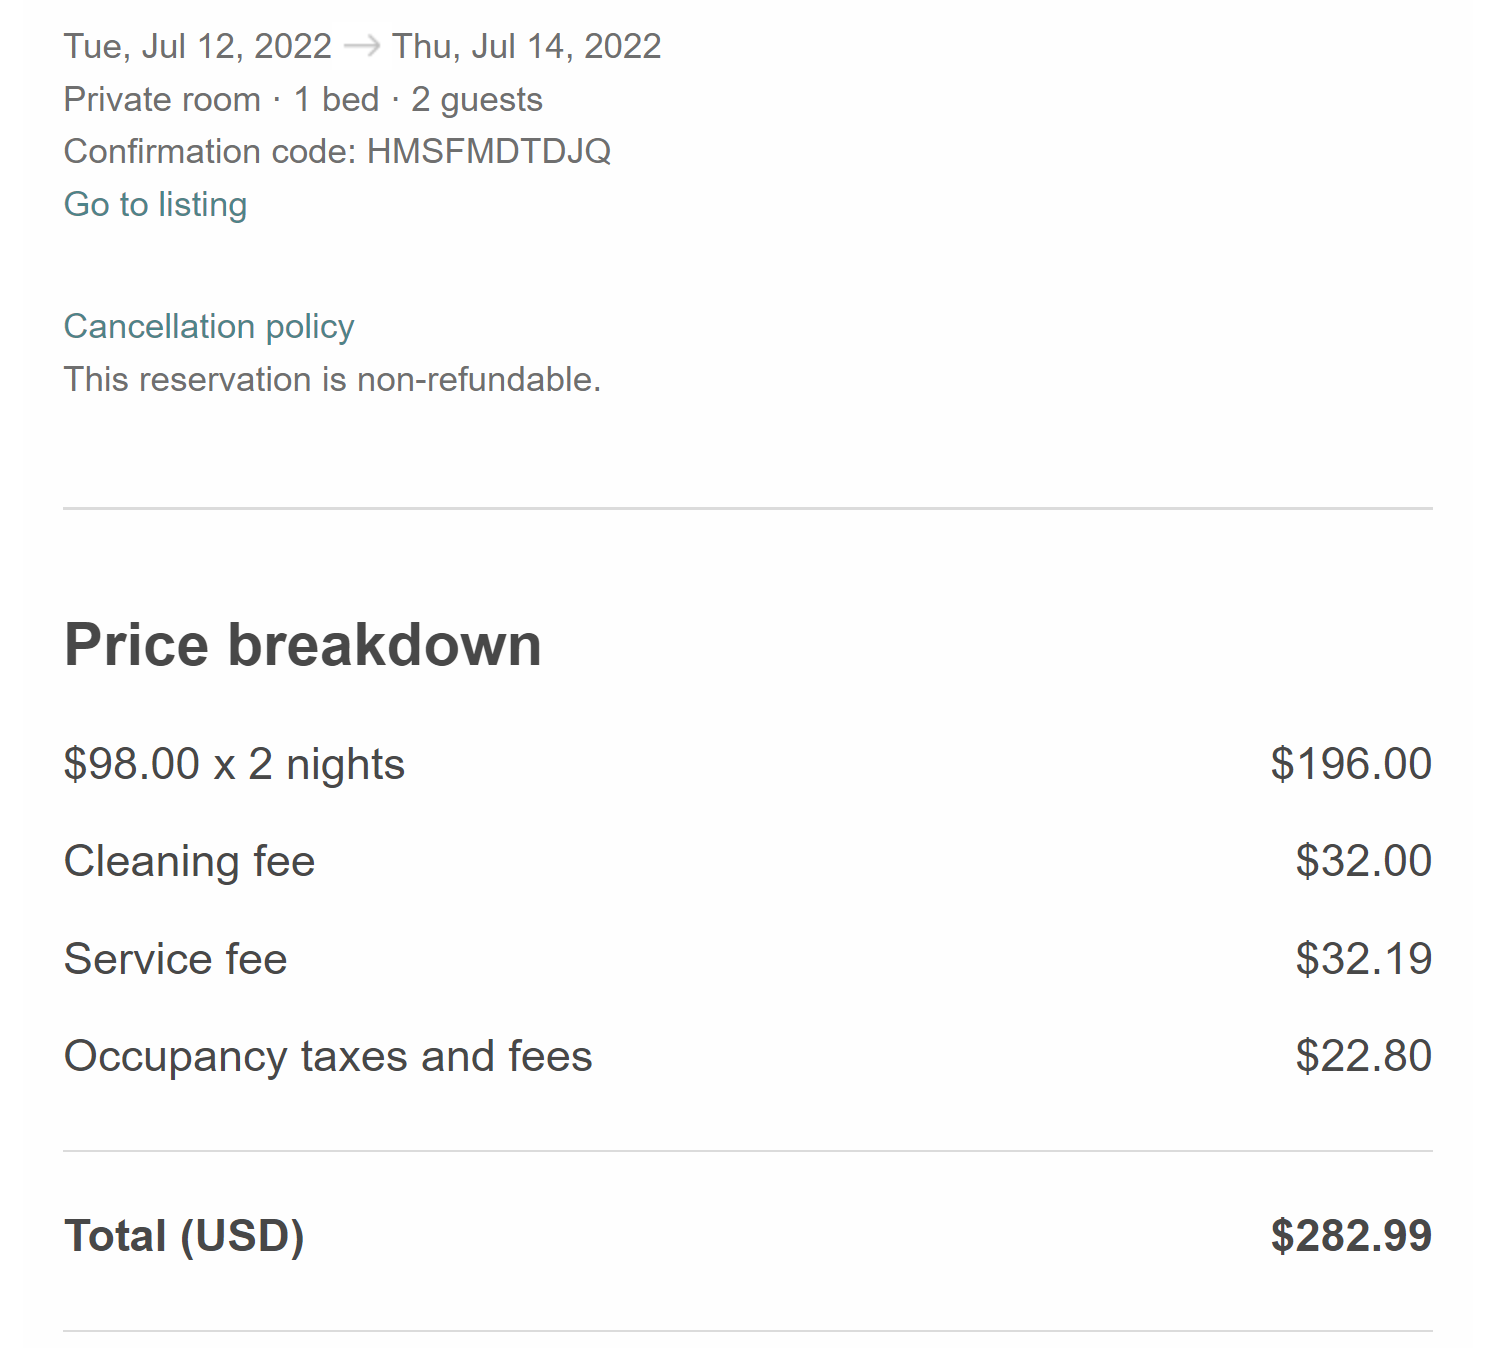 Tue, Jul 12, 2022 → Thu, Jul 14, 2022
Private room · 1 bed · 2 guests
Confirmation code: HMSFMDTDJQ
Go to listing
Cancellation policy
This reservation is non-refundable.
Price breakdown
$98.00 x 2 nights $196.00
Cleaning fee $32.00
Service fee $32.19
Occupancy taxes and fees $22.80
Total (USD) $282.99